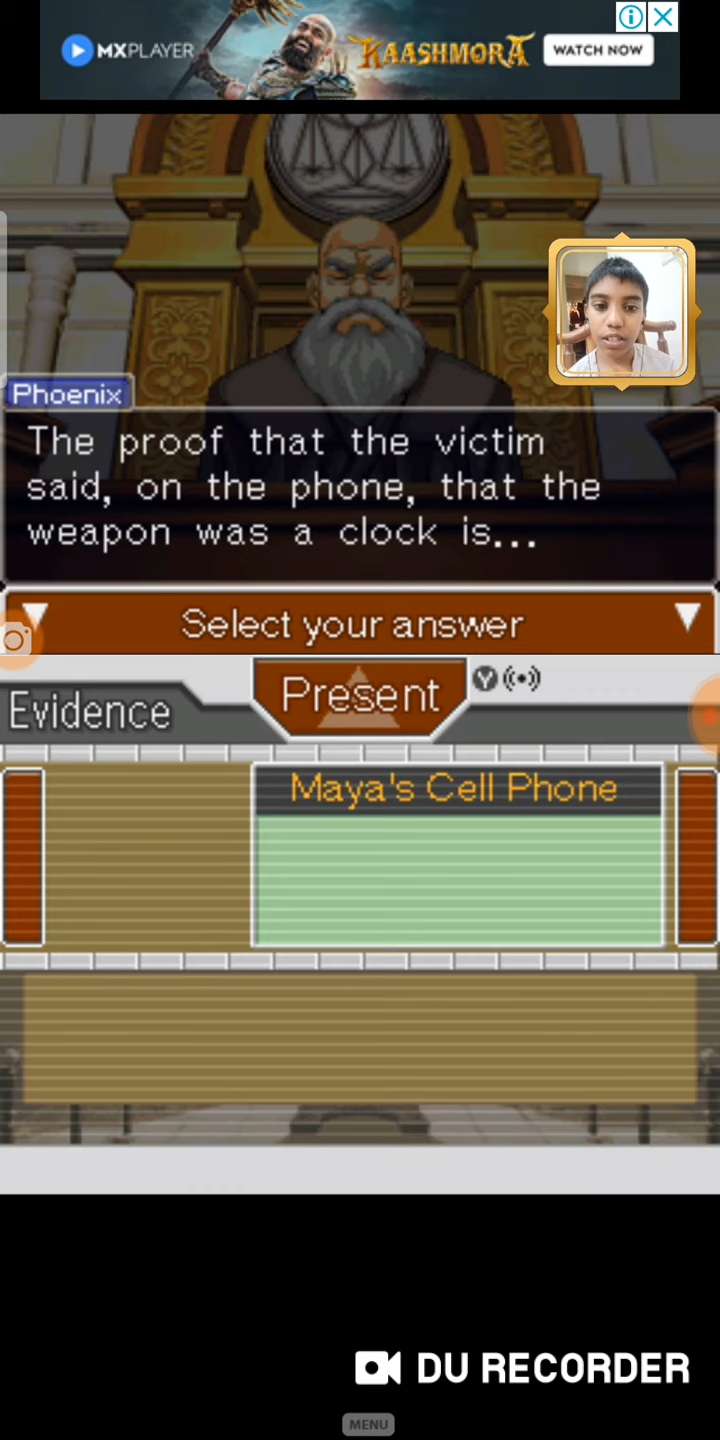 MXPLAYER
KAASHMORA
WATCH NOW
Phoenix
The proof that the victim
said, on the phone, that the
weapon was a clock is...
Select your answer
Evidence
Present
Y
Maya's Cell Phone
DU RECORDER
MENU